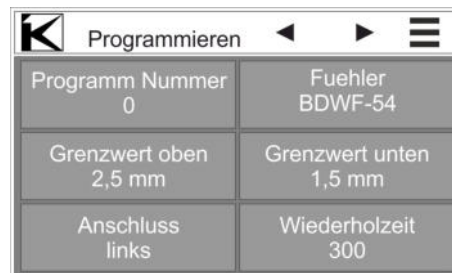 K Programmieren
Programm Nummer
0
Fuehler
BDWF-54
Grenzwert oben
2,5 mm
Grenzwert unten
1,5 mm
Anschluss
links
Wiederholzeit
300